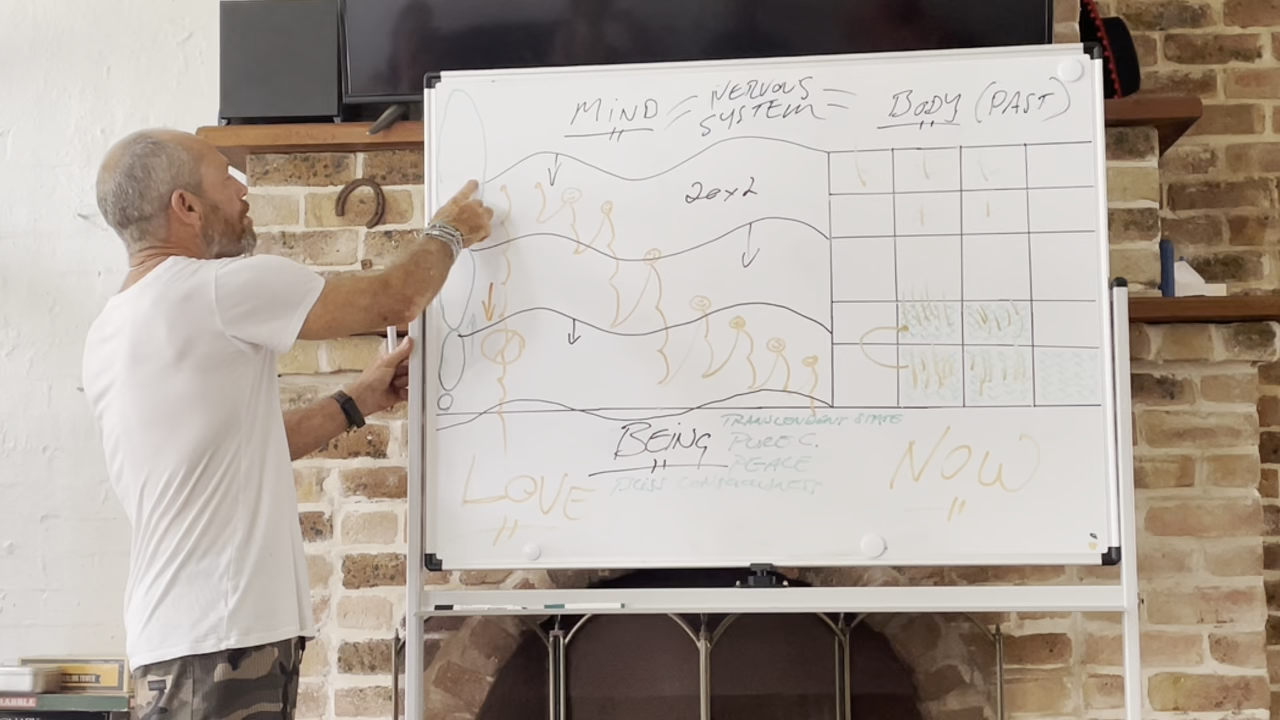 MIND = NERVOUS SYSTEM = BODY (PAST)
20x2
TRANSCENDENT STATE
BEING PURE C.
PEACE
BLISS CONSCIOUSNESS
LOVE
NOW